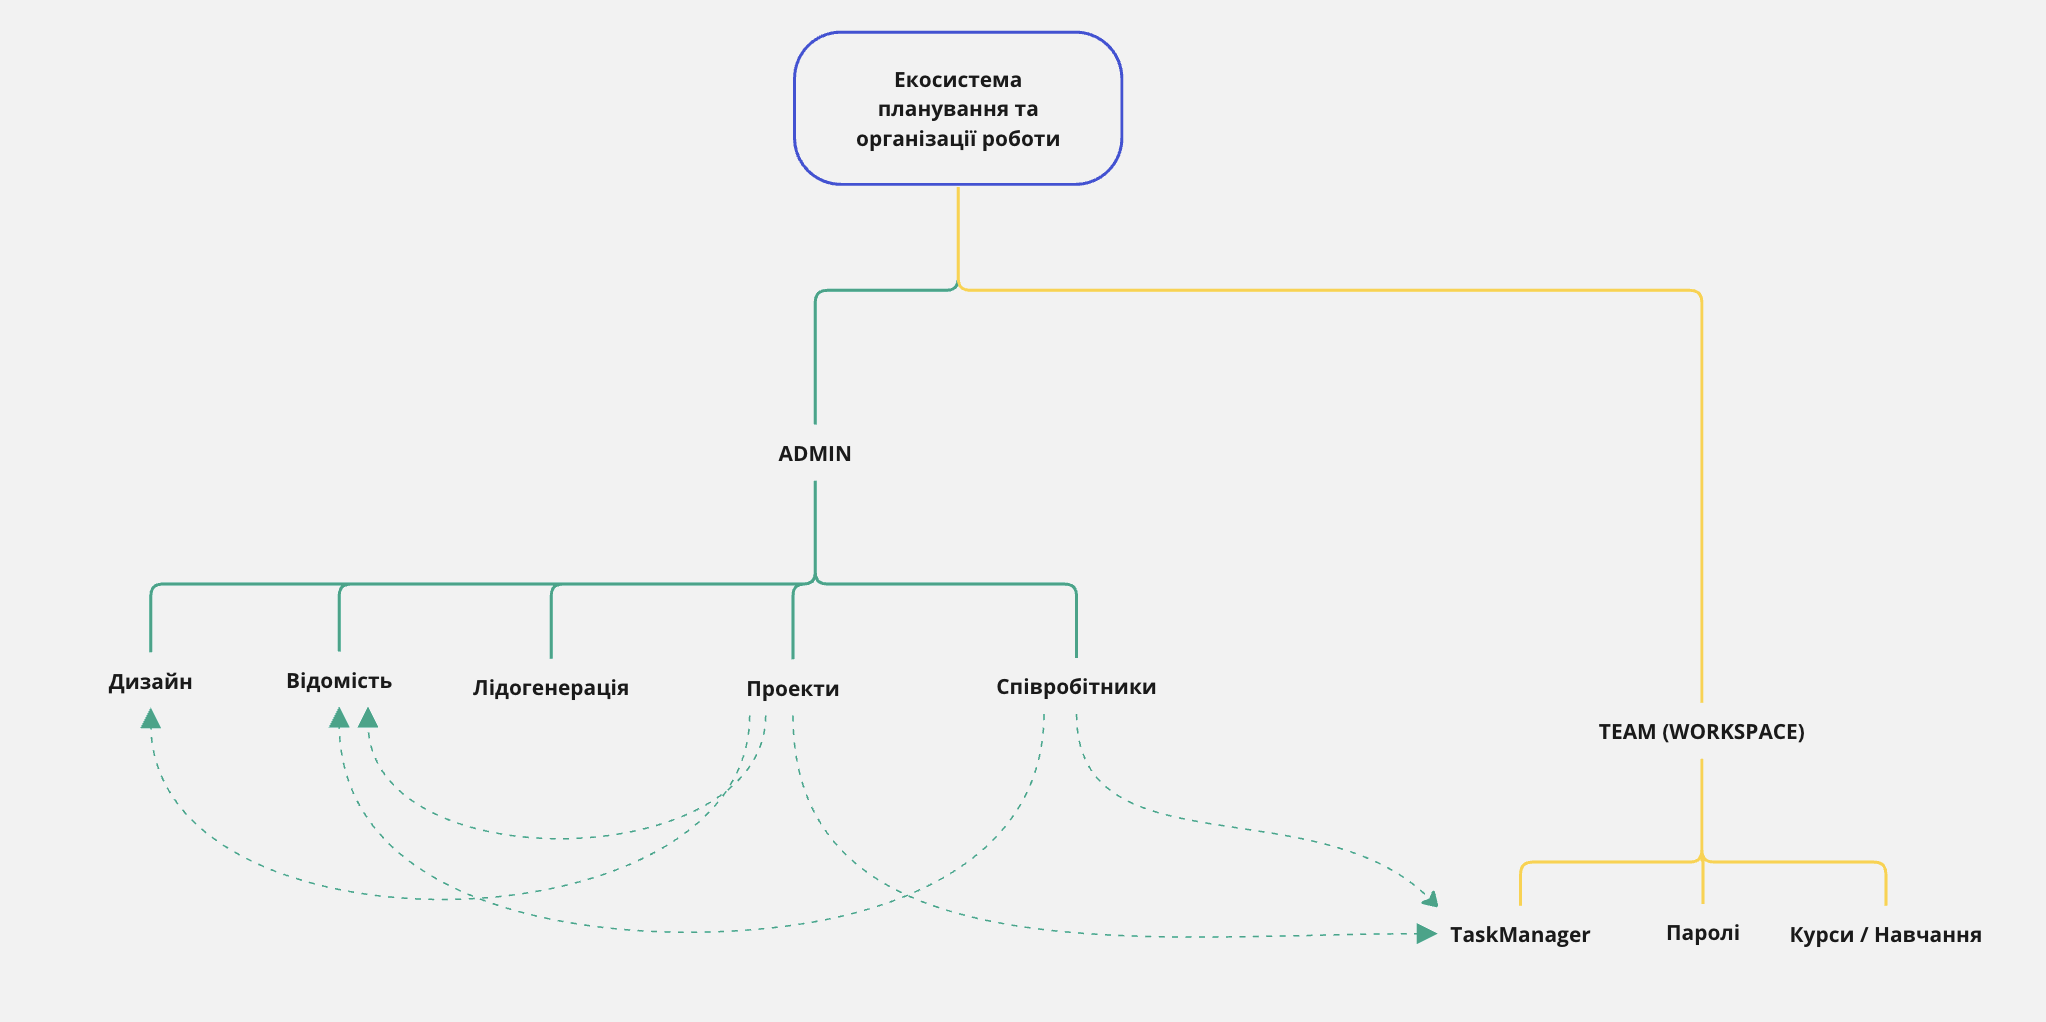 Екосистема
планування та
організації роботи
ADMIN
Дизайн
Відомість
Лідогенерація
Проекти
Співробітники
TEAM (WORKSPACE)
TaskManager
Паролі
Курси / Навчання